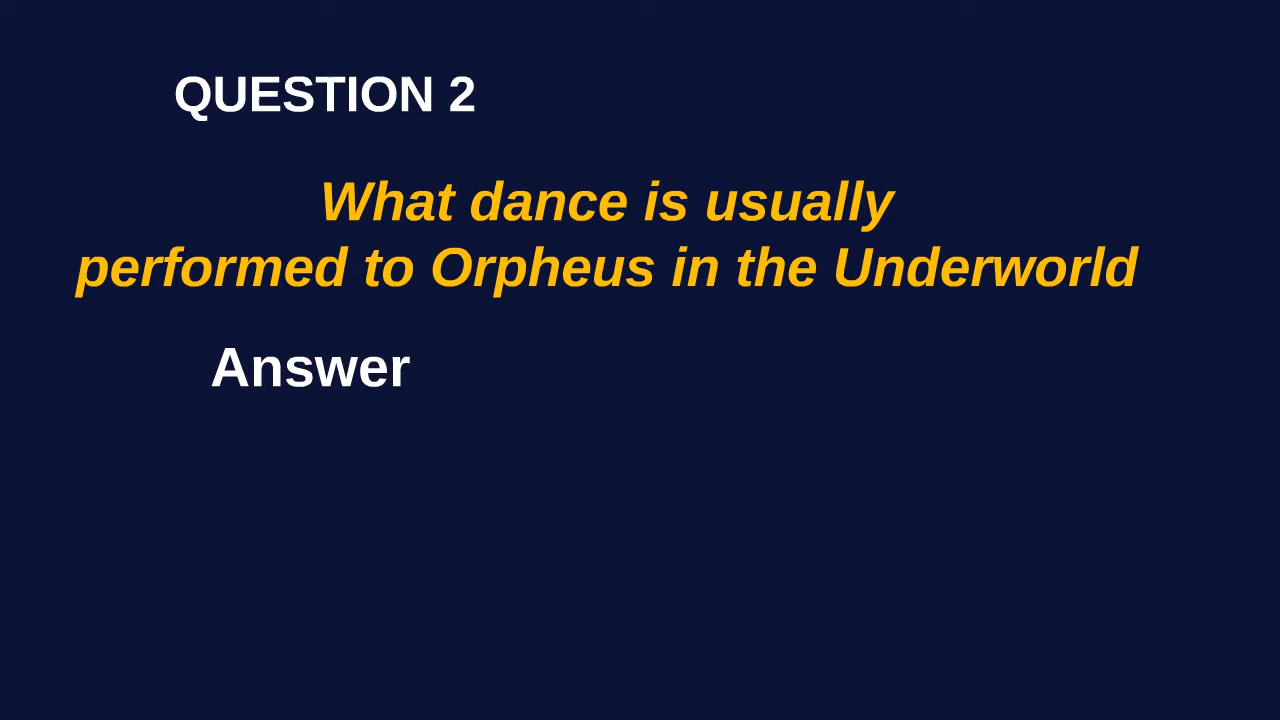 QUESTION 2
What dance is usually
performed to Orpheus in the Underworld
Answer